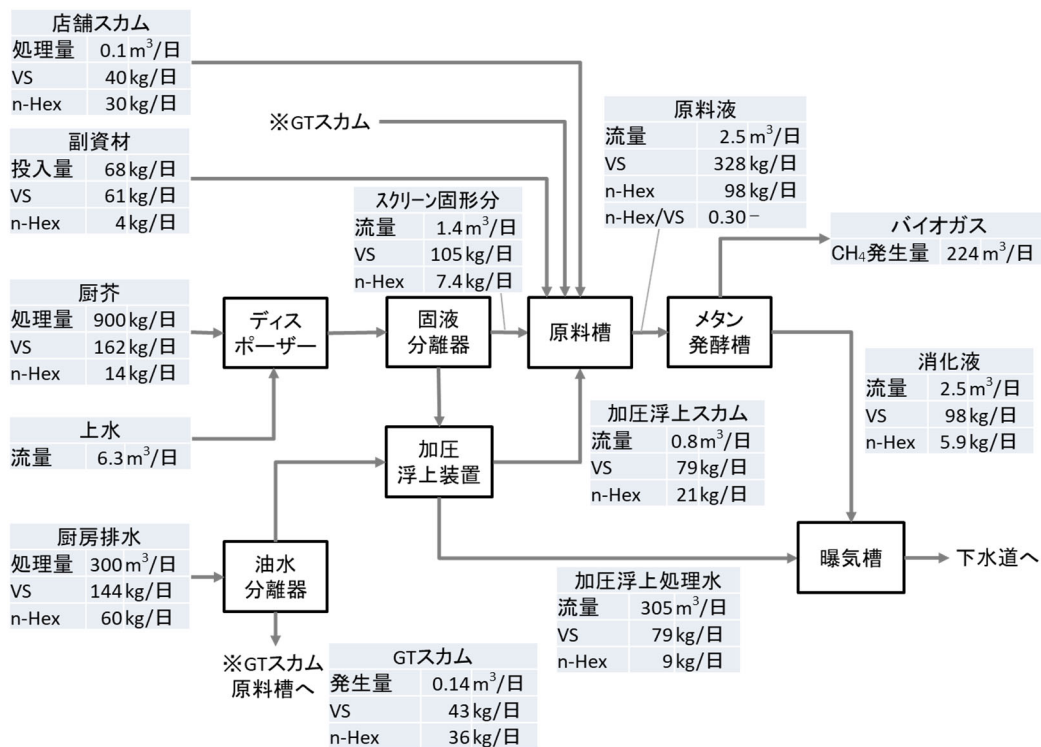 店舗スカム
処理量 0.1 m³/日
VS 40 kg/日
n-Hex 30 kg/日
※GTスカム
副資材
投入量 68 kg/日
VS 61 kg/日
n-Hex 4 kg/日
原料液
流量 2.5 m³/日
VS 328 kg/日
n-Hex 98 kg/日
n-Hex/VS 0.30 −
スクリーン固形分
流量 1.4 m³/日
VS 105 kg/日
n-Hex 7.4 kg/日
バイオガス
CH₄発生量 224 m³/日
厨芥
処理量 900 kg/日
VS 162 kg/日
n-Hex 14 kg/日
ディス
ポーザー
固液
分離器
原料槽
メタン
発酵槽
消化液
流量 2.5 m³/日
VS 98 kg/日
n-Hex 5.9 kg/日
上水
流量 6.3 m³/日
加圧
浮上装置
加圧浮上スカム
流量 0.8 m³/日
VS 79 kg/日
n-Hex 21 kg/日
厨房排水
処理量 300 m³/日
VS 144 kg/日
n-Hex 60 kg/日
油水
分離器
曝気槽
下水道へ
加圧浮上処理水
流量 305 m³/日
VS 79 kg/日
n-Hex 9 kg/日
※GTスカム
原料槽へ
GTスカム
発生量 0.14 m³/日
VS 43 kg/日
n-Hex 36 kg/日